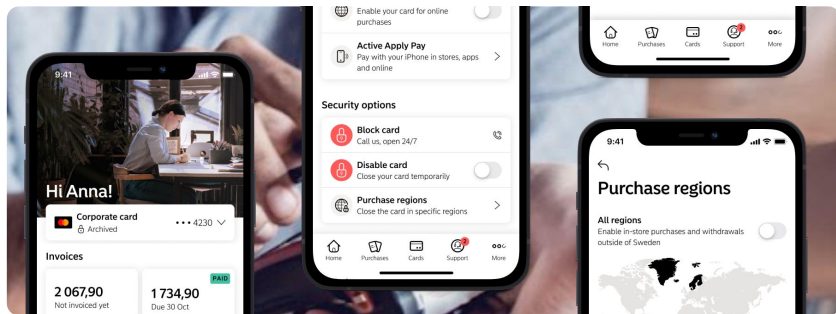 9:41
Hi Anna!
Corporate card
Archived
••• 4230
Invoices
2 067,90
Not invoiced yet
PAID
1 734,90
Due 30 Oct
Enable your card for online
purchases
Active Apply Pay
Pay with your iPhone in stores, apps
and online
Security options
Block card
Call us, open 24/7
Disable card
Close your card temporarily
Purchase regions
Close the card in specific regions
2
Home
Purchases
Cards
Support
More
2
Home
Purchases
Cards
Support
More
9:41
Purchase regions
All regions
Enable in-store purchases and withdrawals
outside of Sweden